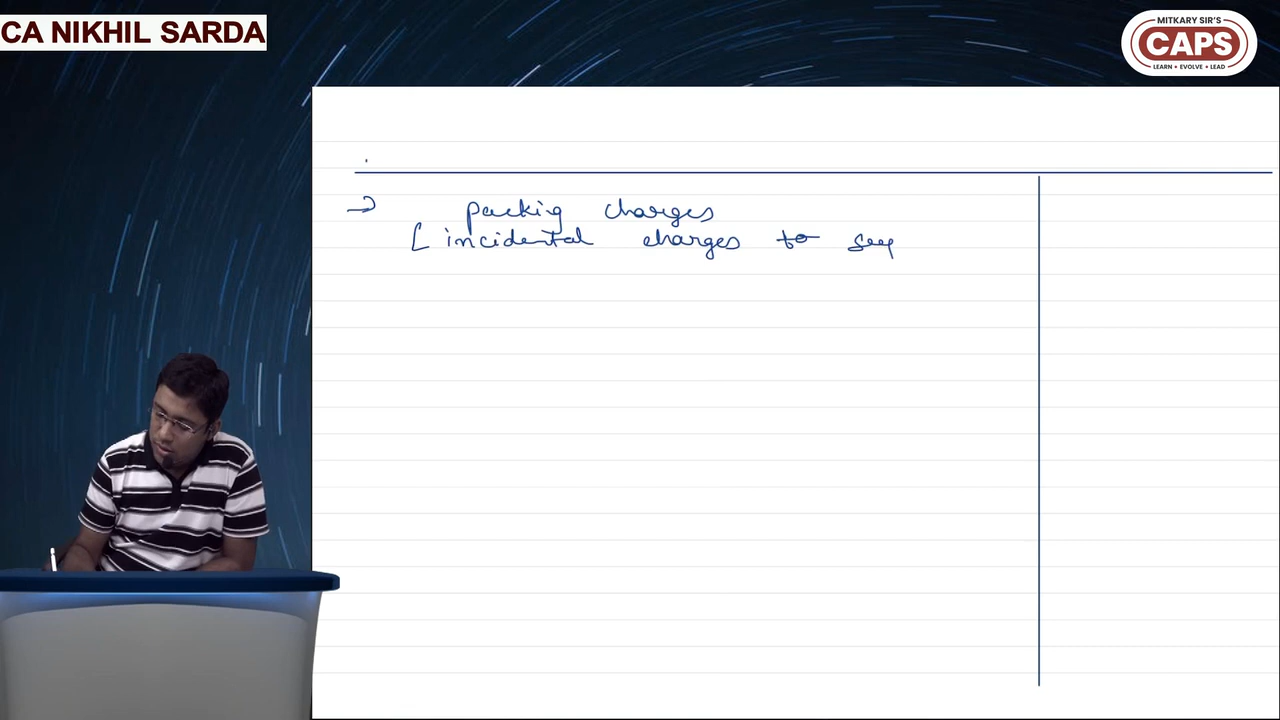 CA NIKHIL SARDA
MITKARY SIR'S
CAPS
LEARN • EVOLVE • LEAD
→ packing charges
[ incidental charges to